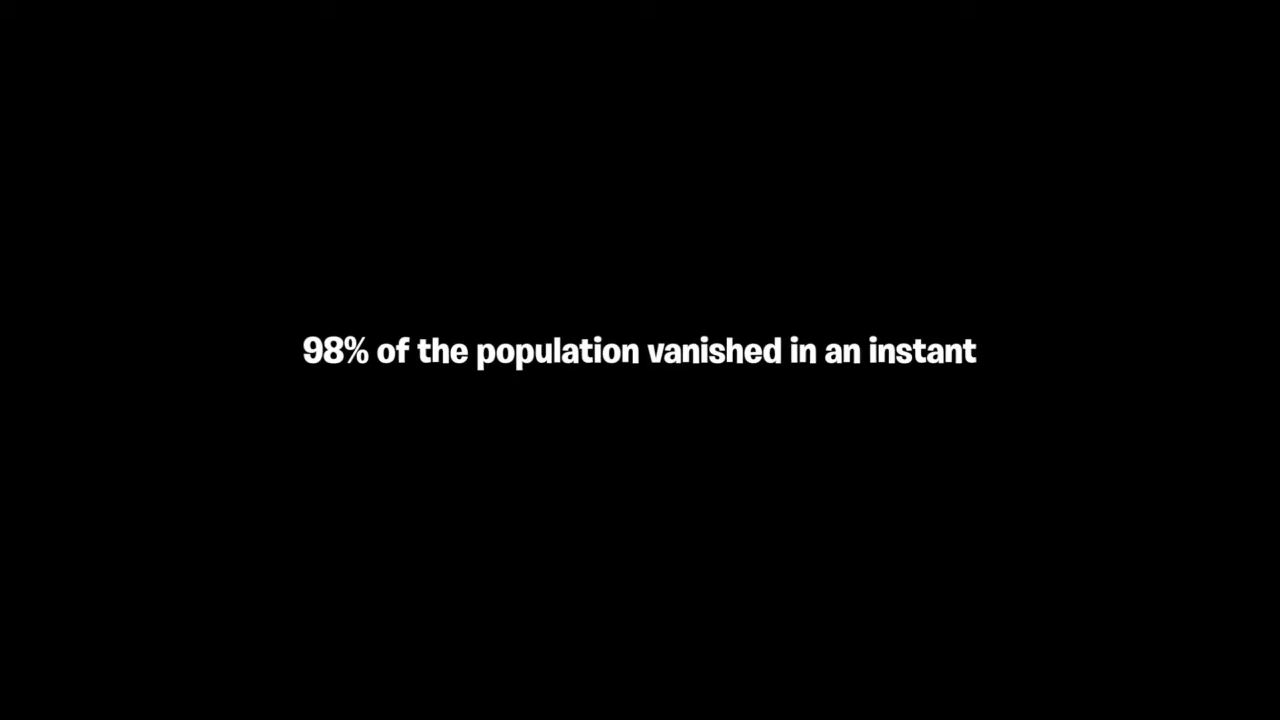 98% of the population vanished in an instant